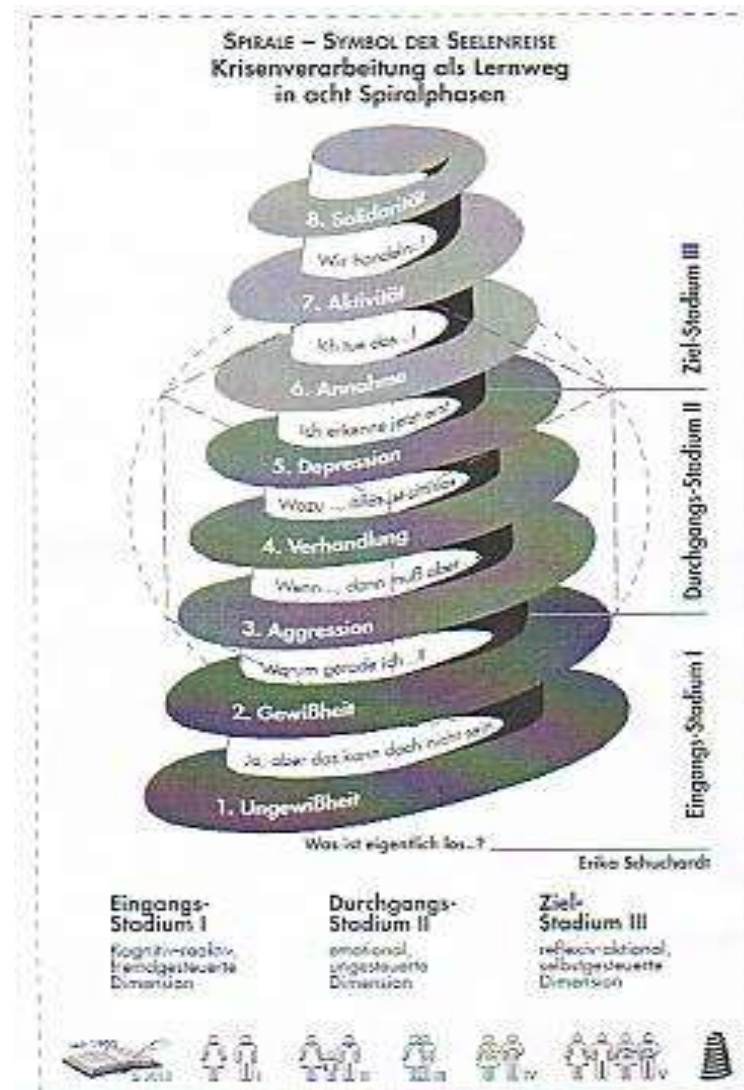 SPIRALE – SYMBOL DER SEELENREISE
Krisenverarbeitung als Lernweg
in acht Spiralphasen
8. Solidarität
Wir handeln..!
7. Aktivität
Ich tue das...!
6. Annahme
Ich erkenne jetzt erst
5. Depression
Wozu ..., alles ist sinnlos
4. Verhandlung
Wenn..., dann muß aber
3. Aggression
Warum gerade ich...?
2. Gewißheit
Ja, aber das kann doch nicht sein
1. Ungewißheit
Was ist eigentlich los..?
Erika Schuchardt
Ziel-Stadium III
Durchgangs-Stadium II
Eingangs-Stadium I
Eingangs-
Stadium I
Kognitiv-reaktiv,
fremdgesteuerte
Dimension
Durchgangs-
Stadium II
emotional,
ungesteuerte
Dimension
Ziel-
Stadium III
reflexiv-aktional,
selbstgesteuerte
Dimension
I
III
IV
V